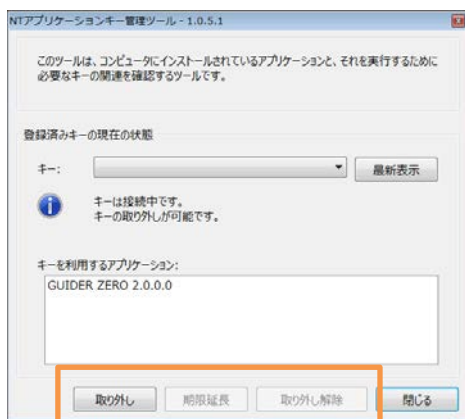 NTアプリケーションキー管理ツール - 1.0.5.1
このツールは、コンピュータにインストールされているアプリケーションと、それを実行するために
必要なキーの関連を確認するツールです。
登録済みキーの現在の状態
キー:
最新表示
キーは接続中です。
キーの取り外しが可能です。
キーを利用するアプリケーション:
GUIDER ZERO 2.0.0.0
取り外し 期限延長 取り外し解除 閉じる